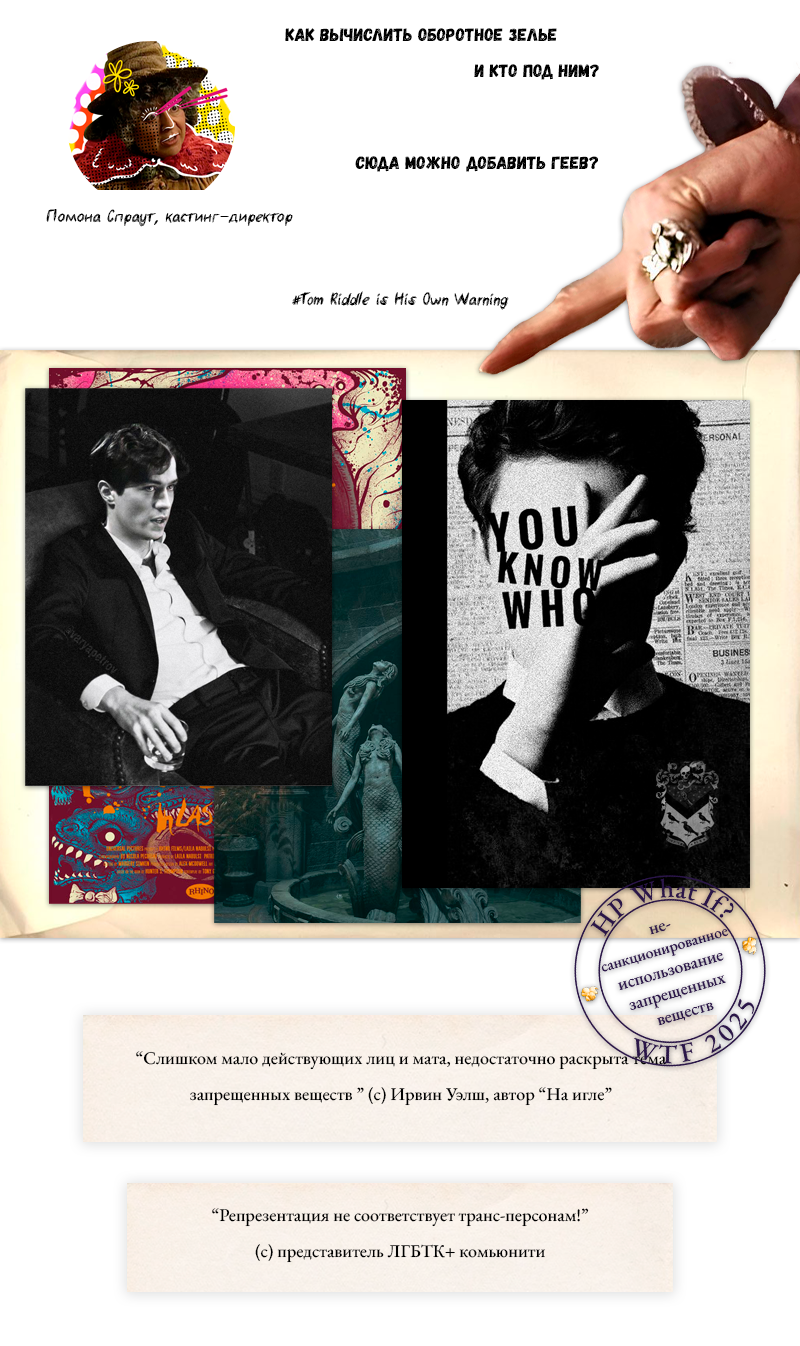 КАК ВЫЧИСЛИТЬ ОБОРОТНОЕ ЗЕЛЬЕ
И КТО ПОД НИМ?
СЮДА МОЖНО ДОБАВИТЬ ГЕЕВ?
Помона Спраут, кастинг-директор
#Tom Riddle is His Own Warning
YOU
KNOW
WHO
ERSONAL
BUSINES
RHINO
HP What If?
не-
санкционированное
использование
запрещенных
веществ
WTF 2025
“Слишком мало действующих лиц и мата, недостаточно раскрыта тема
запрещенных веществ ” (с) Ирвин Уэлш, автор “На игле”
“Репрезентация не соответствует транс-персонам!”
(с) представитель ЛГБТК+ комьюнити